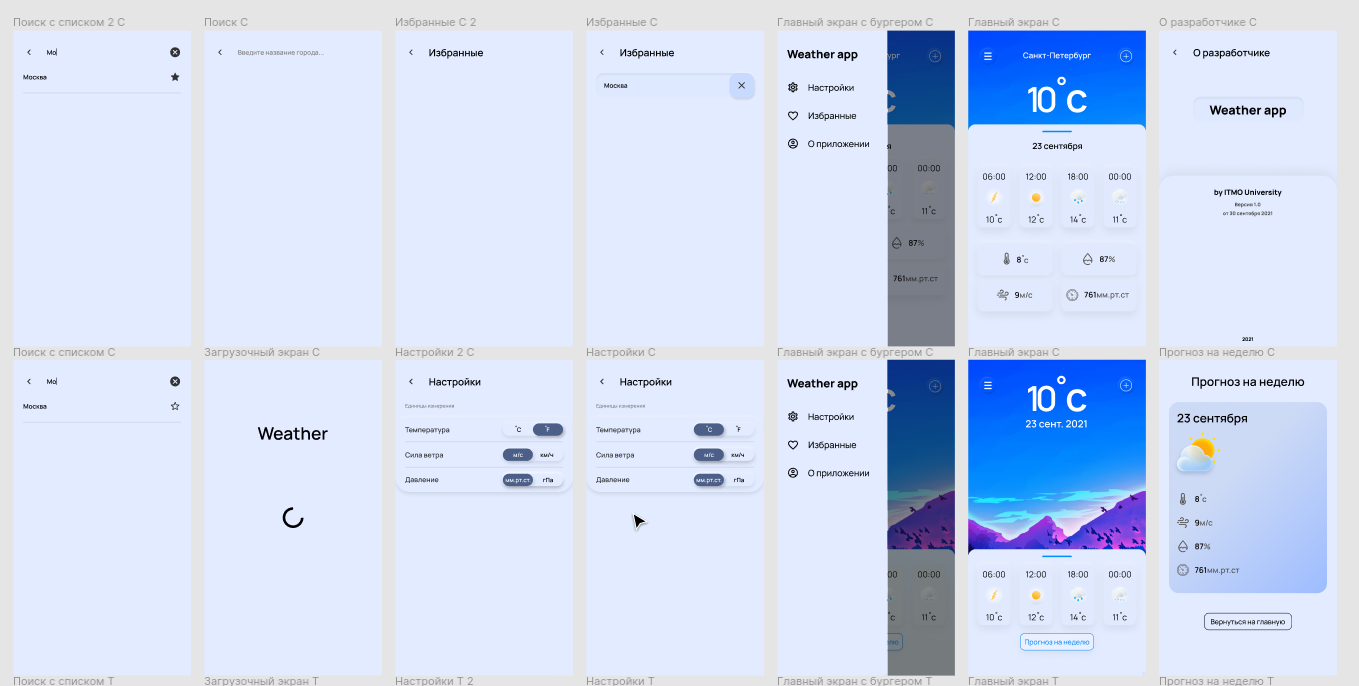 Поиск с списком 2 С
Мо
Москва
Поиск С
Введите название города...
Избранные С 2
Избранные
Избранные С
Избранные
Москва
Главный экран с бургером С
Weather app
Настройки
Избранные
О приложении
00:00
11°c
87%
761мм.рт.ст
Главный экран С
Санкт-Петербург
10°c
23 сентября
06:00 12:00 18:00 00:00
10°c 12°c 14°c 11°c
8°c 87%
9м/с 761мм.рт.ст
О разработчике С
О разработчике
Weather app
by ITMO University
Версия 1.0
от 30 сентября 2021
2021
Поиск с списком С
Мо
Москва
Загрузочный экран С
Weather
Настройки 2 С
Настройки
Единицы измерения
Температура °C °F
Сила ветра м/с км/ч
Давление мм.рт.ст гПа
Настройки С
Настройки
Единицы измерения
Температура °C °F
Сила ветра м/с км/ч
Давление мм.рт.ст гПа
Главный экран с бургером С
Weather app
Настройки
Избранные
О приложении
00:00
11°c
Главный экран С
10°c
23 сент. 2021
06:00 12:00 18:00 00:00
10°c 12°c 14°c 11°c
Прогноз на неделю
Прогноз на неделю С
Прогноз на неделю
23 сентября
8°c
9м/с
87%
761мм.рт.ст
Вернуться на главную
Поиск с списком Т
Загрузочный экран Т
Настройки Т 2
Настройки Т
Главный экран с бургером Т
Главный экран Т
Прогноз на неделю Т